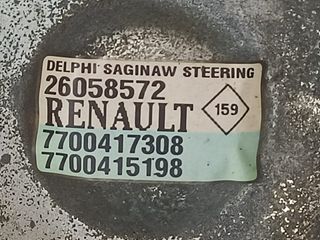 DELPHI SAGINAW STEERING
26058572
RENAULT 159
7700417308
7700415198